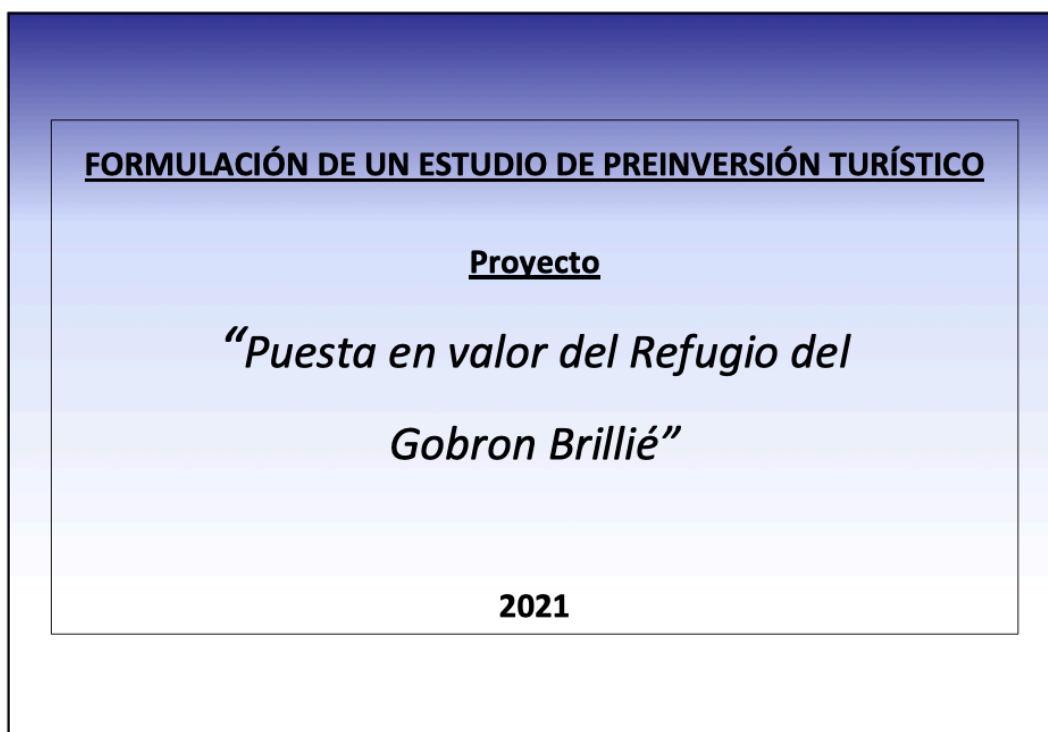 FORMULACIÓN DE UN ESTUDIO DE PREINVERSIÓN TURÍSTICO
Proyecto
“Puesta en valor del Refugio del
Gobron Brillié”
2021